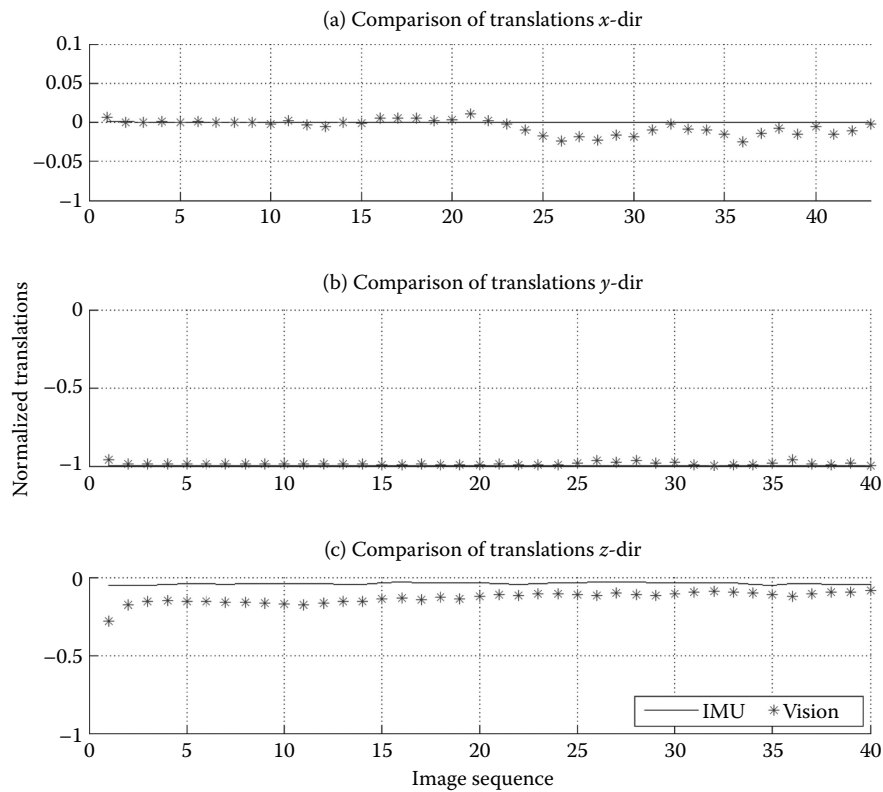 (a) Comparison of translations x-dir
0.1
0.05
0
−0.05
−1
0 5 10 15 20 25 30 35 40
(b) Comparison of translations y-dir
Normalized translations
0
−0.5
−1
0 5 10 15 20 25 30 35 40
(c) Comparison of translations z-dir
0
−0.5
−1
IMU Vision
0 5 10 15 20 25 30 35 40
Image sequence